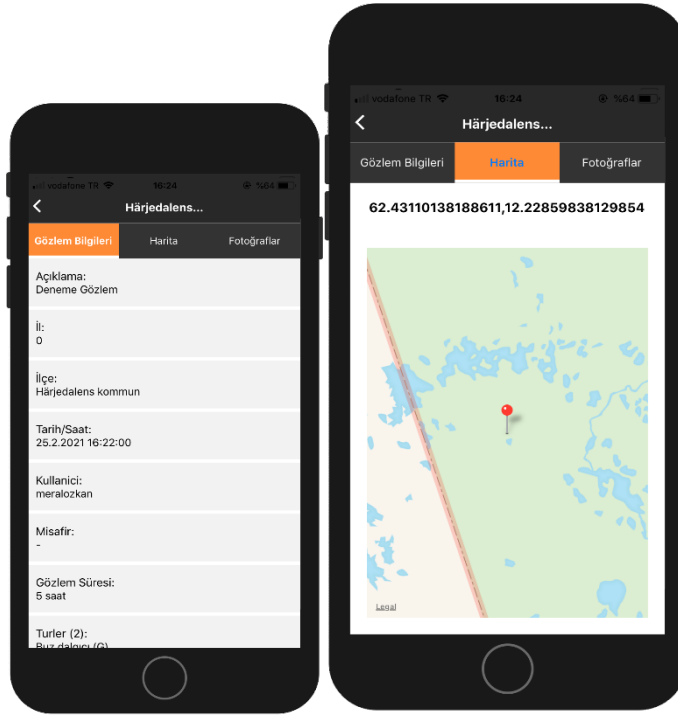 vodafone TR 16:24 %64
Härjedalens...
Gözlem Bilgileri Harita Fotoğraflar
Açıklama:
Deneme Gözlem
İl:
0
İlçe:
Härjedalens kommun
Tarih/Saat:
25.2.2021 16:22:00
Kullanici:
meralozkan
Misafir:
-
Gözlem Süresi:
5 saat
Turler (2):
Buz dalgıcı (G)
vodafone TR 16:24 %64
Härjedalens...
Gözlem Bilgileri Harita Fotoğraflar
62.43110138188611,12.22859838129854
Legal